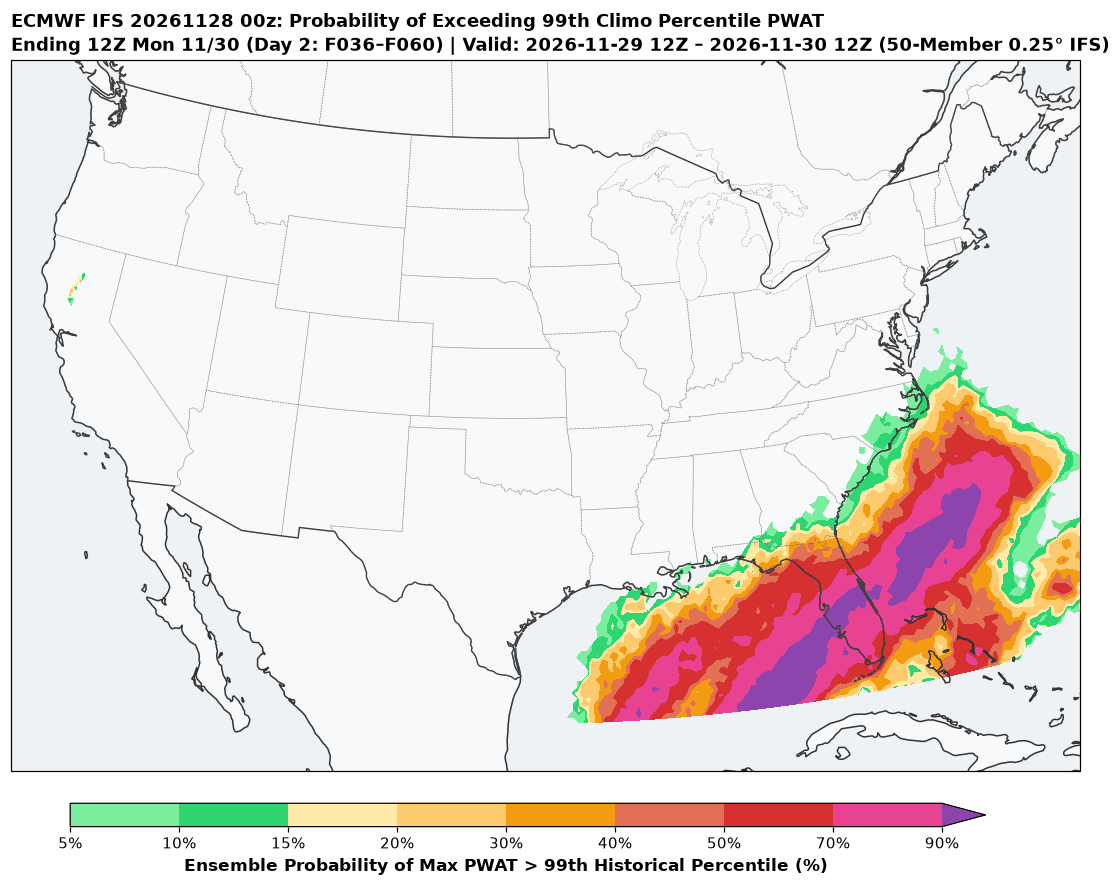 ECMWF IFS 20261128 00z: Probability of Exceeding 99th Climo Percentile PWAT
Ending 12Z Mon 11/30 (Day 2: F036–F060) | Valid: 2026-11-29 12Z – 2026-11-30 12Z (50-Member 0.25° IFS)
5% 10% 15% 20% 30% 40% 50% 70% 90%
Ensemble Probability of Max PWAT > 99th Historical Percentile (%)